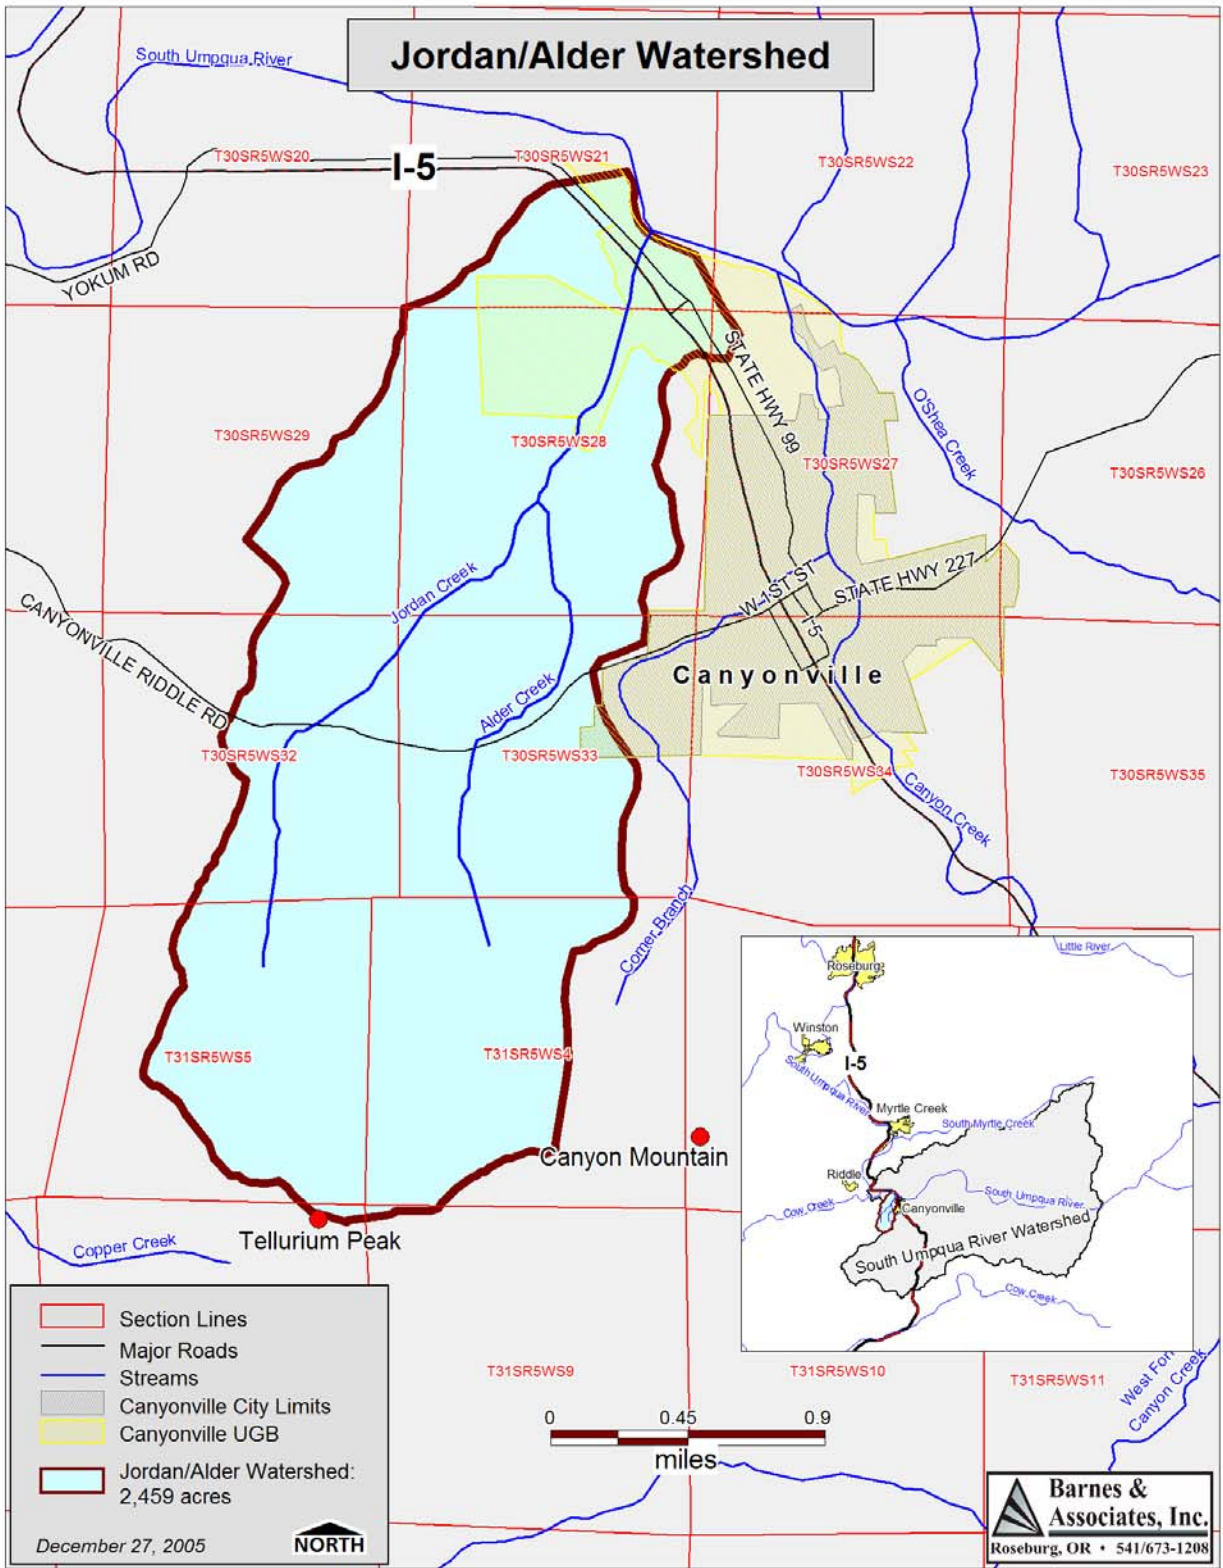 Jordan/Alder Watershed
South Umpqua River
I-5
T30SR5WS20
T30SR5WS21
T30SR5WS22
T30SR5WS23
YOKUM RD
STATE HWY 99
O'Shea Creek
T30SR5WS29
T30SR5WS28
T30SR5WS27
T30SR5WS26
Jordan Creek
W 1ST ST
STATE HWY 227
I-5
CANYONVILLE RIDDLE RD
Canyonville
Alder Creek
T30SR5WS32
T30SR5WS33
T30SR5WS34
T30SR5WS35
Canyon Creek
Comer Branch
T31SR5WS5
T31SR5WS4
Canyon Mountain
Tellurium Peak
Copper Creek
Little River
Roseburg
Winston
I-5
South Umpqua River
Myrtle Creek
South Myrtle Creek
Riddle
South Umpqua River
Cow Creek
Canyonville
South Umpqua River Watershed
Cow Creek
Section Lines
Major Roads
Streams
Canyonville City Limits
Canyonville UGB
Jordan/Alder Watershed:
2,459 acres
December 27, 2005
NORTH
T31SR5WS9
T31SR5WS10
T31SR5WS11
West For
Canyon Creek
0 0.45 0.9
miles
Barnes &
Associates, Inc.
Roseburg, OR • 541/673-1208